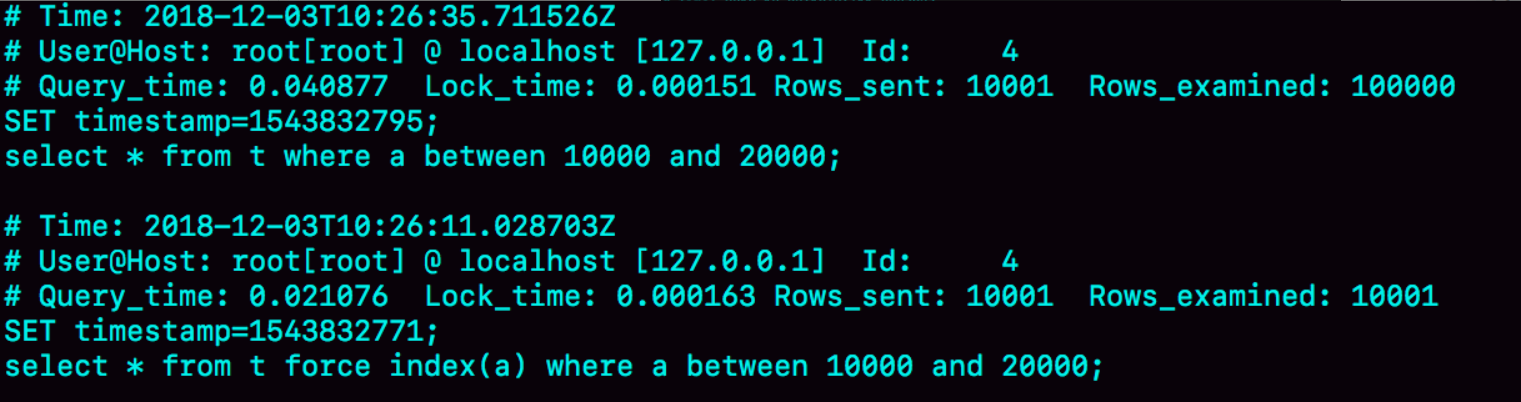 # Time: 2018-12-03T10:26:35.711526Z
# User@Host: root[root] @ localhost [127.0.0.1]  Id:     4
# Query_time: 0.040877  Lock_time: 0.000151 Rows_sent: 10001  Rows_examined: 100000
SET timestamp=1543832795;
select * from t where a between 10000 and 20000;

# Time: 2018-12-03T10:26:11.028703Z
# User@Host: root[root] @ localhost [127.0.0.1]  Id:     4
# Query_time: 0.021076  Lock_time: 0.000163 Rows_sent: 10001  Rows_examined: 10001
SET timestamp=1543832771;
select * from t force index(a) where a between 10000 and 20000;